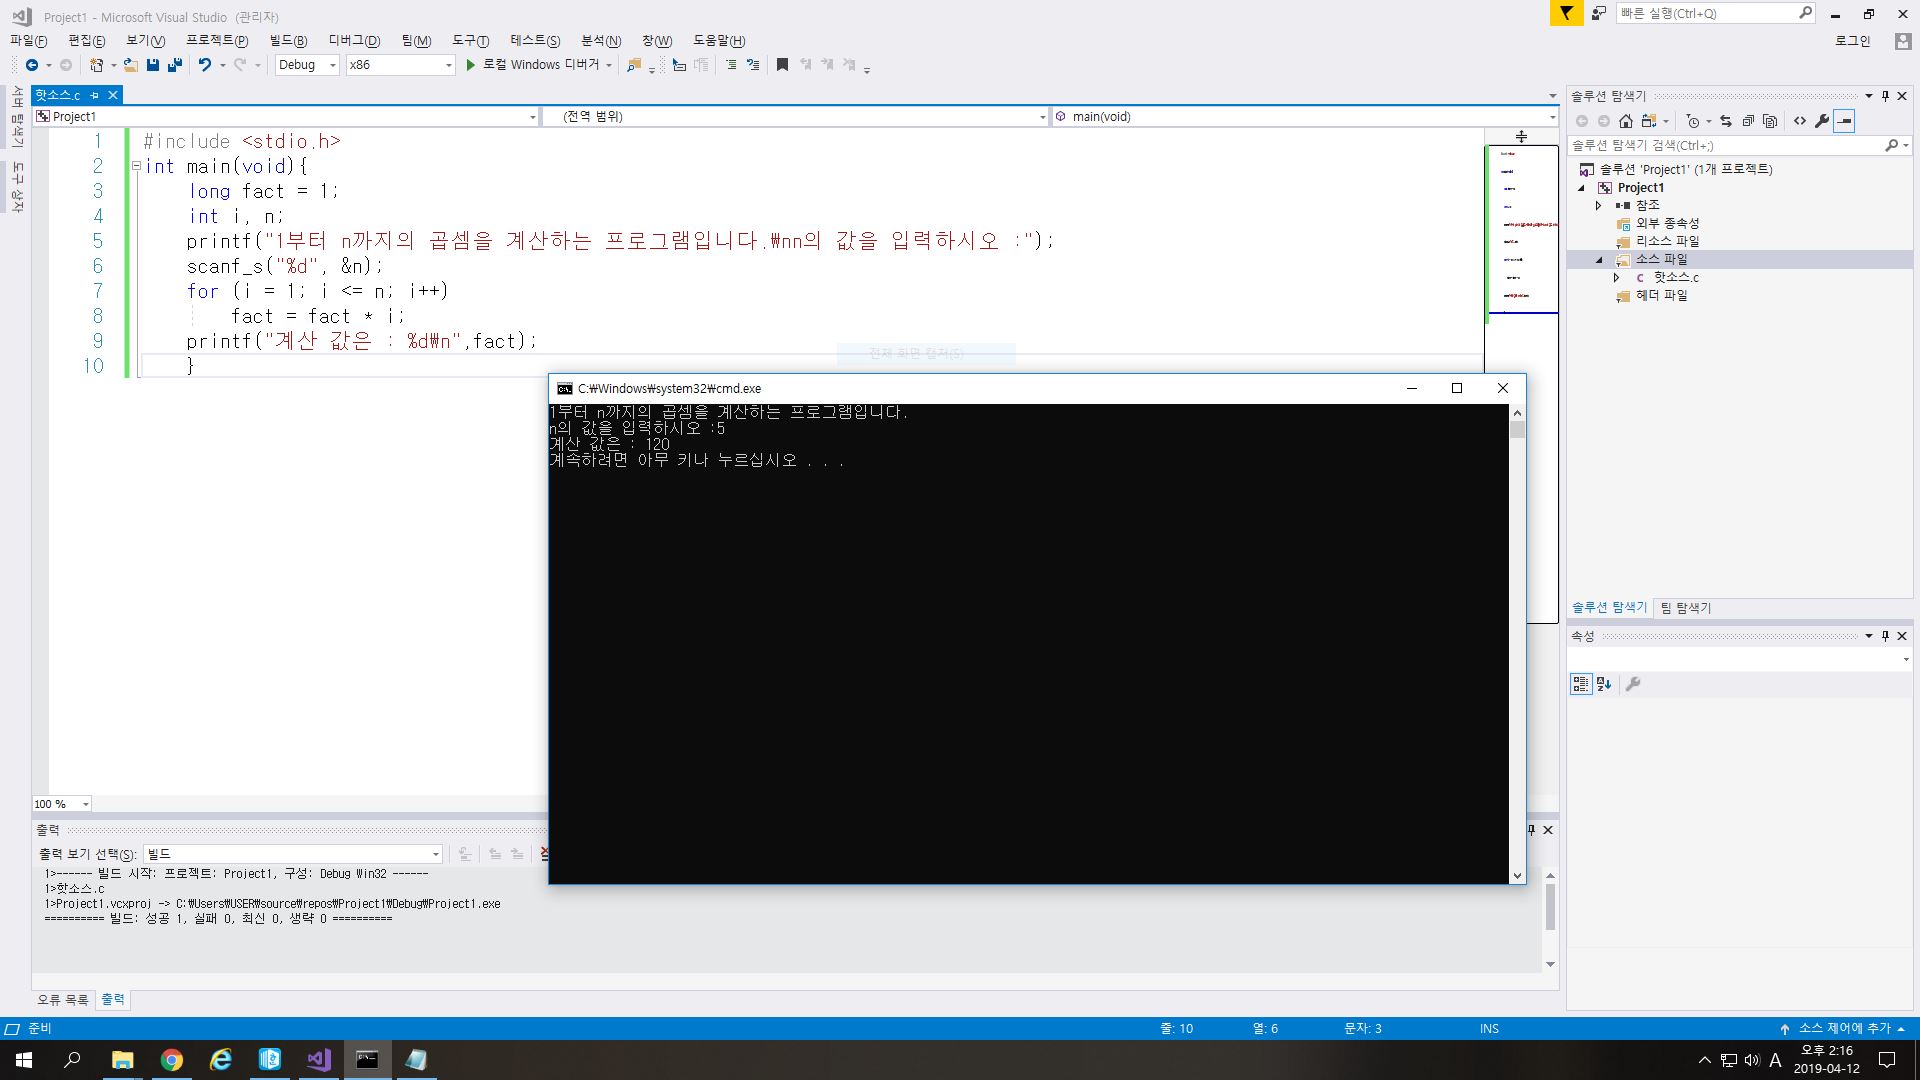 Project1 - Microsoft Visual Studio (관리자)
빠른 실행(Ctrl+Q)
파일(F) 편집(E) 보기(V) 프로젝트(P) 빌드(B) 디버그(D) 팀(M) 도구(T) 테스트(S) 분석(N) 창(W) 도움말(H)
로그인
Debug x86 로컬 Windows 디버거
서버 탐색기
도구 상자
핫소스.c
Project1 (전역 범위) main(void)
1 #include <stdio.h>
2 int main(void){
3 long fact = 1;
4 int i, n;
5 printf("1부터 n까지의 곱셈을 계산하는 프로그램입니다.₩nn의 값을 입력하시오 :");
6 scanf_s("%d", &n);
7 for (i = 1; i <= n; i++)
8 fact = fact * i;
9 printf("계산 값은 : %d₩n",fact);
10 }
전체 화면 캡처(S)
C:₩Windows₩system32₩cmd.exe
1부터 n까지의 곱셈을 계산하는 프로그램입니다.
n의 값을 입력하시오 :5
계산 값은 : 120
계속하려면 아무 키나 누르십시오 . . .
100 %
출력
출력 보기 선택(S): 빌드
1>------ 빌드 시작: 프로젝트: Project1, 구성: Debug Win32 ------
1>핫소스.c
1>Project1.vcxproj -> C:₩Users₩USER₩source₩repos₩Project1₩Debug₩Project1.exe
========== 빌드: 성공 1, 실패 0, 최신 0, 생략 0 ==========
오류 목록 출력
솔루션 탐색기
솔루션 탐색기 검색(Ctrl+;)
솔루션 'Project1' (1개 프로젝트)
Project1
참조
외부 종속성
리소스 파일
소스 파일
핫소스.c
헤더 파일
솔루션 탐색기 팀 탐색기
속성
준비
줄: 10 열: 6 문자: 3 INS
소스 제어에 추가
A
오후 2:16
2019-04-12